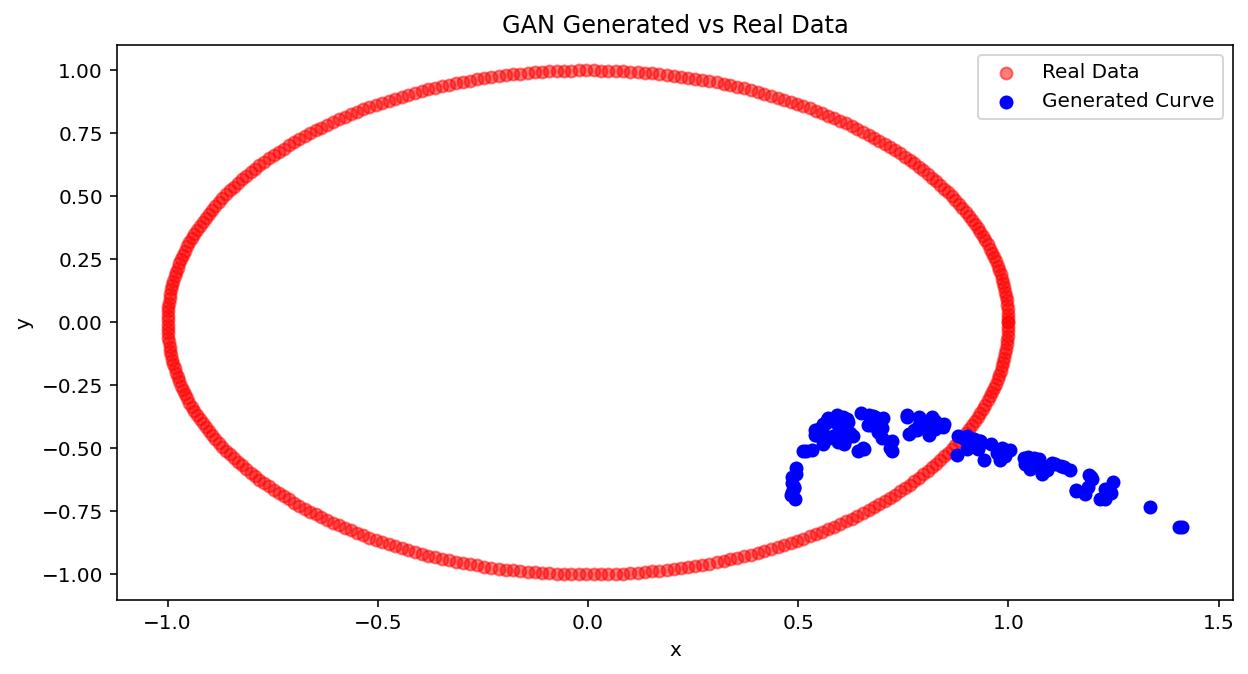 GAN Generated vs Real Data
Real Data
Generated Curve
1.00
0.75
0.50
0.25
0.00
−0.25
−0.50
−0.75
−1.00
y
−1.0 −0.5 0.0 0.5 1.0 1.5
x